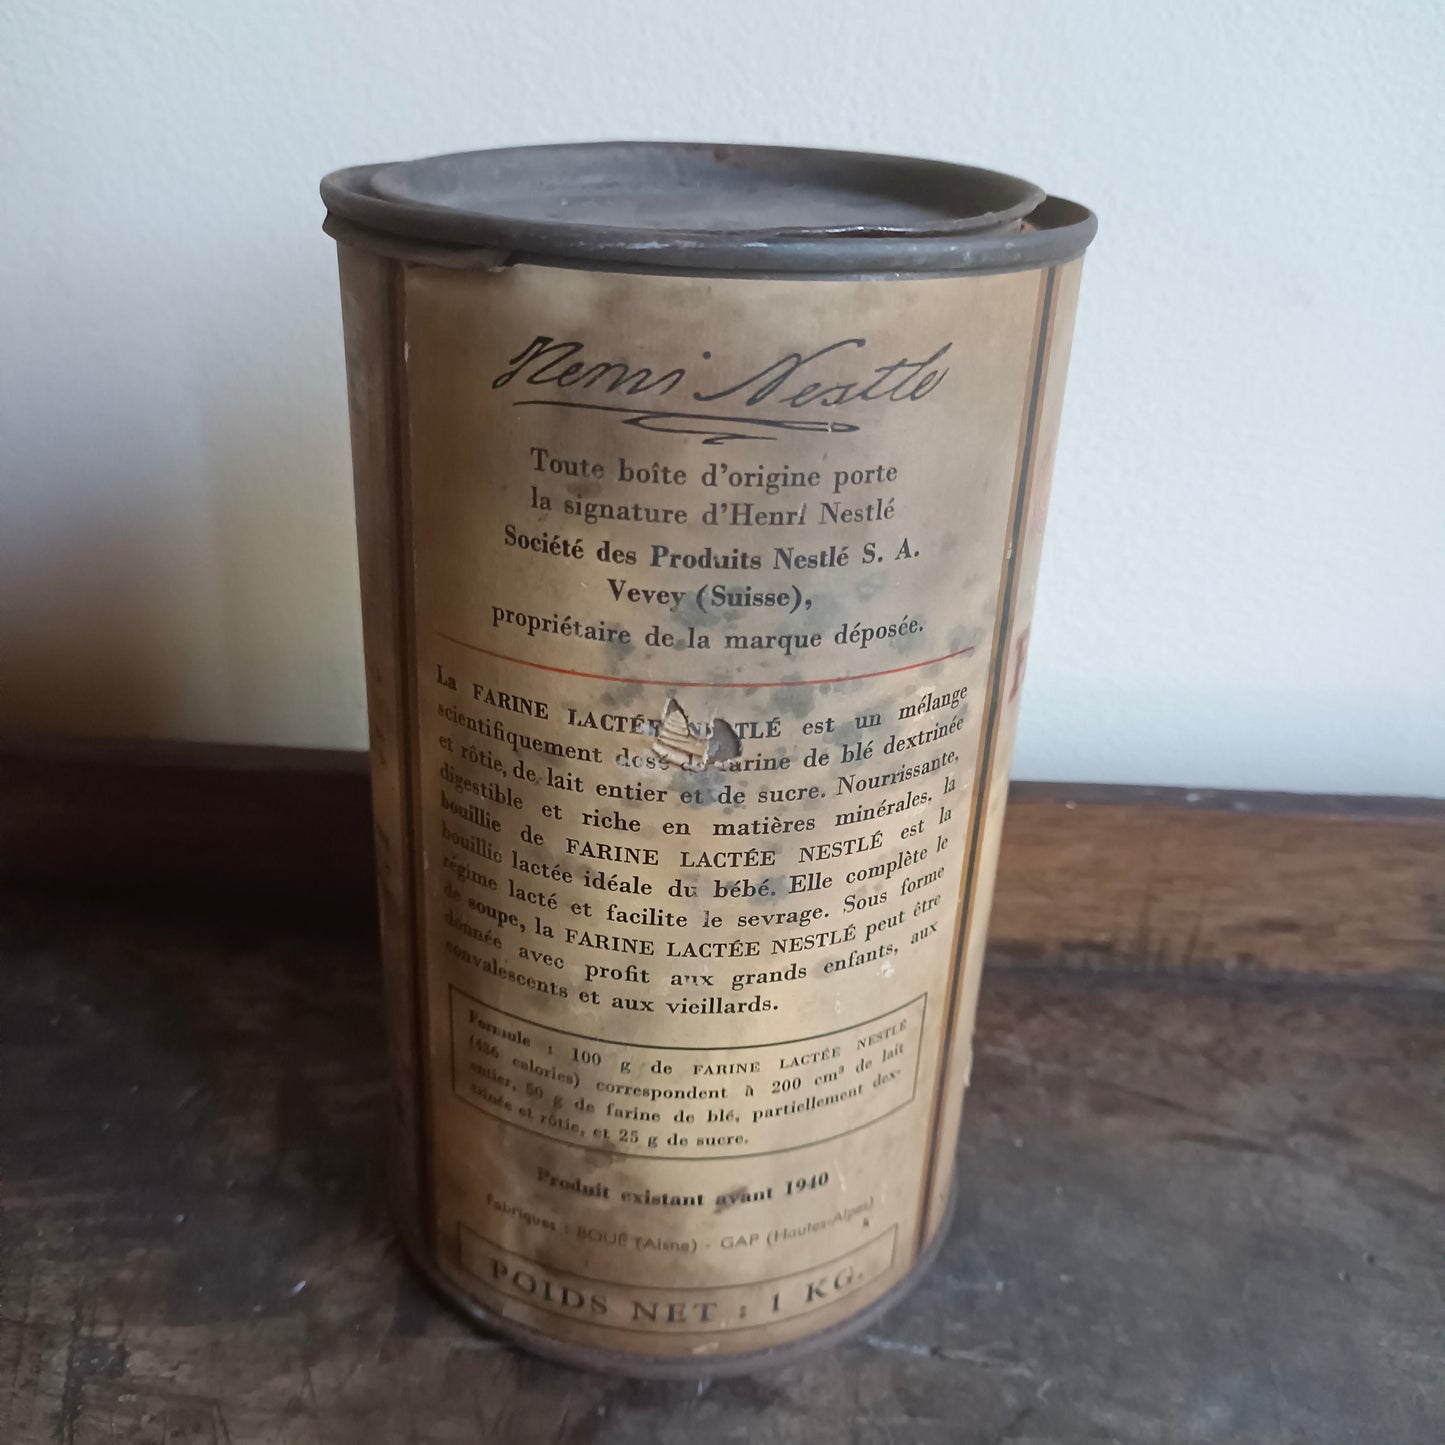 Henri Nestlé
Toute boîte d'origine porte
la signature d'Henri Nestlé
Société des Produits Nestlé S. A.
Vevey (Suisse),
propriétaire de la marque déposée.
La FARINE LACTÉE NESTLÉ est un mélange
scientifiquement dosé de farine de blé dextrinée
et rôtie, de lait entier et de sucre. Nourrissante,
digestible et riche en matières minérales, la
bouillie de FARINE LACTÉE NESTLÉ est la
bouillie lactée idéale du bébé. Elle complète le
régime lacté et facilite le sevrage. Sous forme
de soupe, la FARINE LACTÉE NESTLÉ peut être
donnée avec profit aux grands enfants, aux
convalescents et aux vieillards.
Formule : 100 g de FARINE LACTÉE NESTLÉ
(436 calories) correspondent à 200 cm³ de lait
entier, 50 g de farine de blé, partiellement dex-
trinée et rôtie, et 25 g de sucre.
Produit existant avant 1940
Fabriques : BOUÉ (Aisne) - GAP (Hautes-Alpes)
POIDS NET : 1 KG.